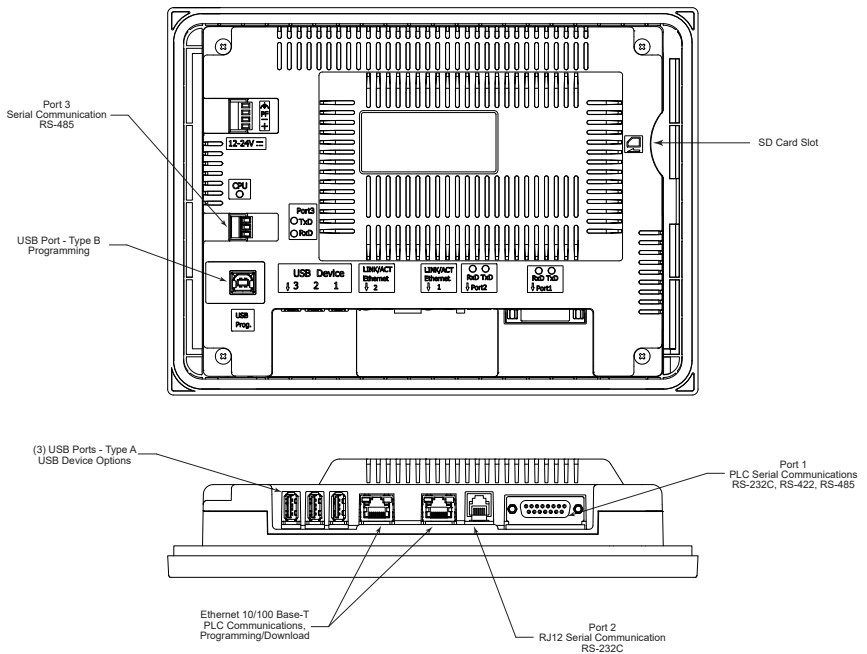 Port 3
Serial Communication
RS-485
PF
12-24V
CPU
Port3
TxD
RxD
SD Card Slot
USB Port - Type B
Programming
USB Device
3 2 1
LINK/ACT
Ethernet
2
LINK/ACT
Ethernet
1
RxD TxD
Port2
RxD TxD
Port1
USB
Prog.
(3) USB Ports - Type A
USB Device Options
Port 1
PLC Serial Communications
RS-232C, RS-422, RS-485
Ethernet 10/100 Base-T
PLC Communications,
Programming/Download
Port 2
RJ12 Serial Communication
RS-232C